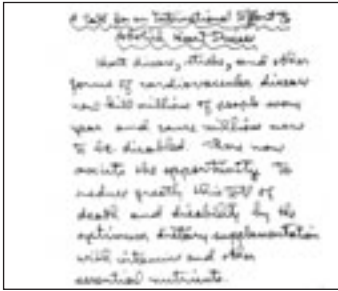 A Call for an International Effort to
Abolish Heart Disease
Heart disease, stroke, and other
forms of cardiovascular disease
now kill millions of people every
year and cause millions more
to be disabled. There now
exists the opportunity to
reduce greatly this toll of
death and disability by the
optimum dietary supplementation
with vitamins and other
essential nutrients.